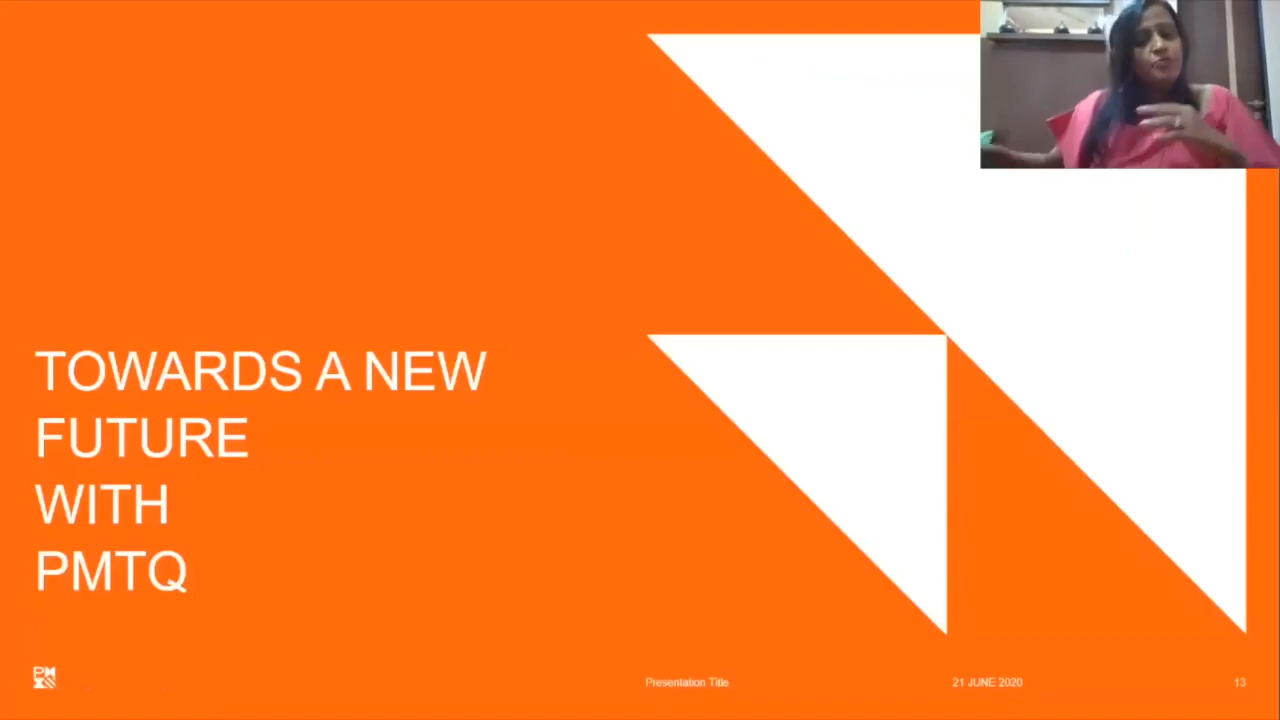 TOWARDS A NEW
FUTURE
WITH
PMTQ
Presentation Title
21 JUNE 2020
13